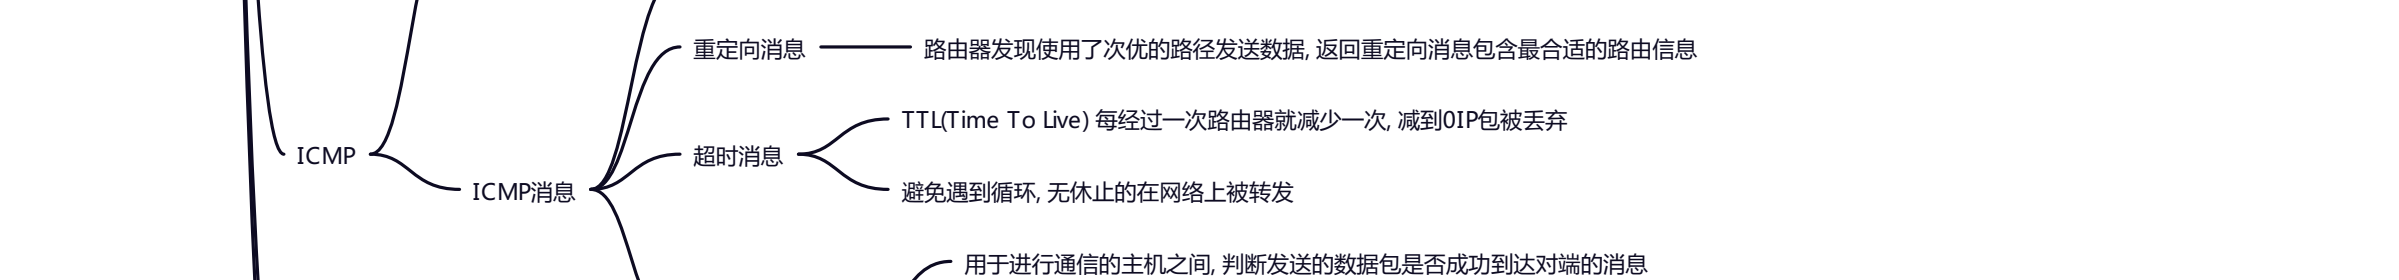 重定向消息
路由器发现使用了次优的路径发送数据, 返回重定向消息包含最合适的路由信息
TTL(Time To Live) 每经过一次路由器就减少一次, 减到0IP包被丢弃
ICMP
超时消息
ICMP消息
避免遇到循环, 无休止的在网络上被转发
用于进行通信的主机之间, 判断发送的数据包是否成功到达对端的消息